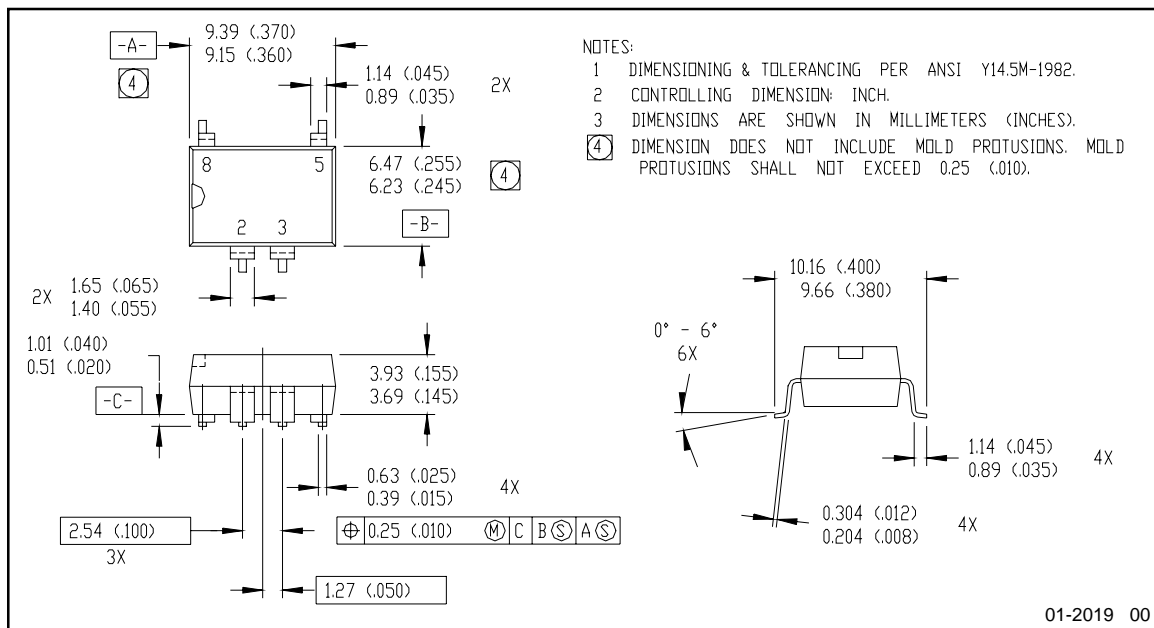 -A-
9.39 (.370)
9.15 (.360)
4
1.14 (.045)
0.89 (.035)
2X
8
5
6.47 (.255)
6.23 (.245)
4
2
3
-B-
2X
1.65 (.065)
1.40 (.055)
NOTES:
1 DIMENSIONING & TOLERANCING PER ANSI Y14.5M-1982.
2 CONTROLLING DIMENSION: INCH.
3 DIMENSIONS ARE SHOWN IN MILLIMETERS (INCHES).
4 DIMENSION DOES NOT INCLUDE MOLD PROTUSIONS. MOLD
PROTUSIONS SHALL NOT EXCEED 0.25 (.010).
1.01 (.040)
0.51 (.020)
-C-
3.93 (.155)
3.69 (.145)
0.63 (.025)
0.39 (.015)
4X
2.54 (.100)
3X
⌖ 0.25 (.010) Ⓜ C B Ⓢ A Ⓢ
1.27 (.050)
10.16 (.400)
9.66 (.380)
0° - 6°
6X
1.14 (.045)
0.89 (.035)
4X
0.304 (.012)
0.204 (.008)
4X
01-2019 00